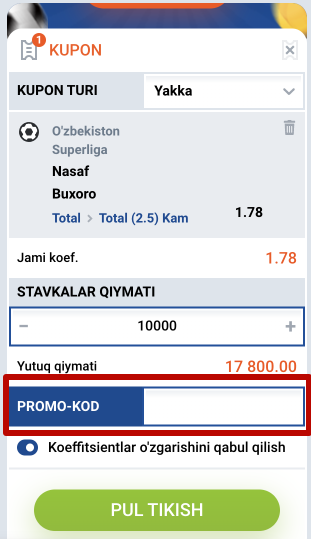 1
KUPON
KUPON TURI
Yakka
O'zbekiston
Superliga
Nasaf
Buxoro
Total > Total (2.5) Kam
1.78
Jami koef.
1.78
STAVKALAR QIYMATI
− 10000 +
Yutuq qiymati
17 800.00
PROMO-KOD
Koeffitsientlar o'zgarishini qabul qilish
PUL TIKISH